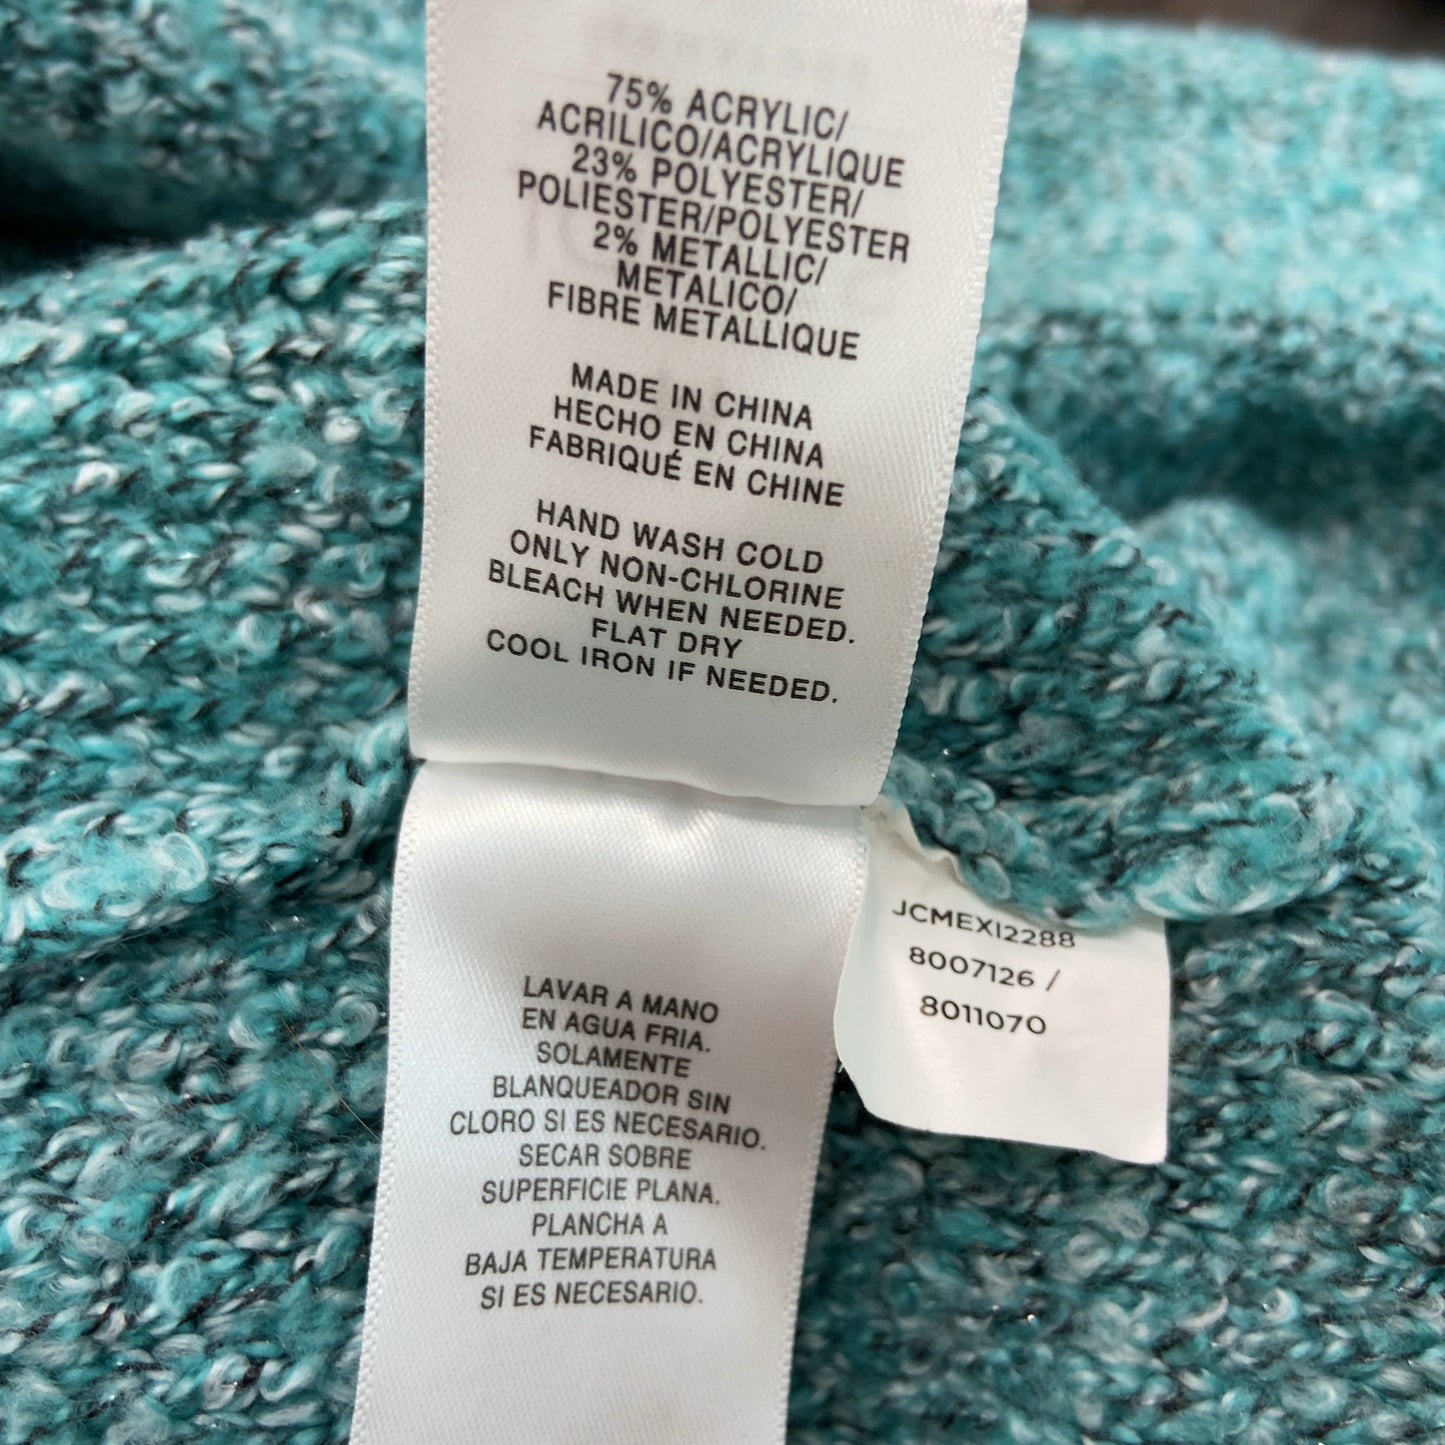 75% ACRYLIC/
ACRILICO/ACRYLIQUE
23% POLYESTER/
POLIESTER/POLYESTER
2% METALLIC/
METALICO/
FIBRE METALLIQUE
MADE IN CHINA
HECHO EN CHINA
FABRIQUÉ EN CHINE
HAND WASH COLD
ONLY NON-CHLORINE
BLEACH WHEN NEEDED.
FLAT DRY
COOL IRON IF NEEDED.
LAVAR A MANO
EN AGUA FRIA.
SOLAMENTE
BLANQUEADOR SIN
CLORO SI ES NECESARIO.
SECAR SOBRE
SUPERFICIE PLANA.
PLANCHA A
BAJA TEMPERATURA
SI ES NECESARIO.
JCMEXI2288
8007126 /
8011070